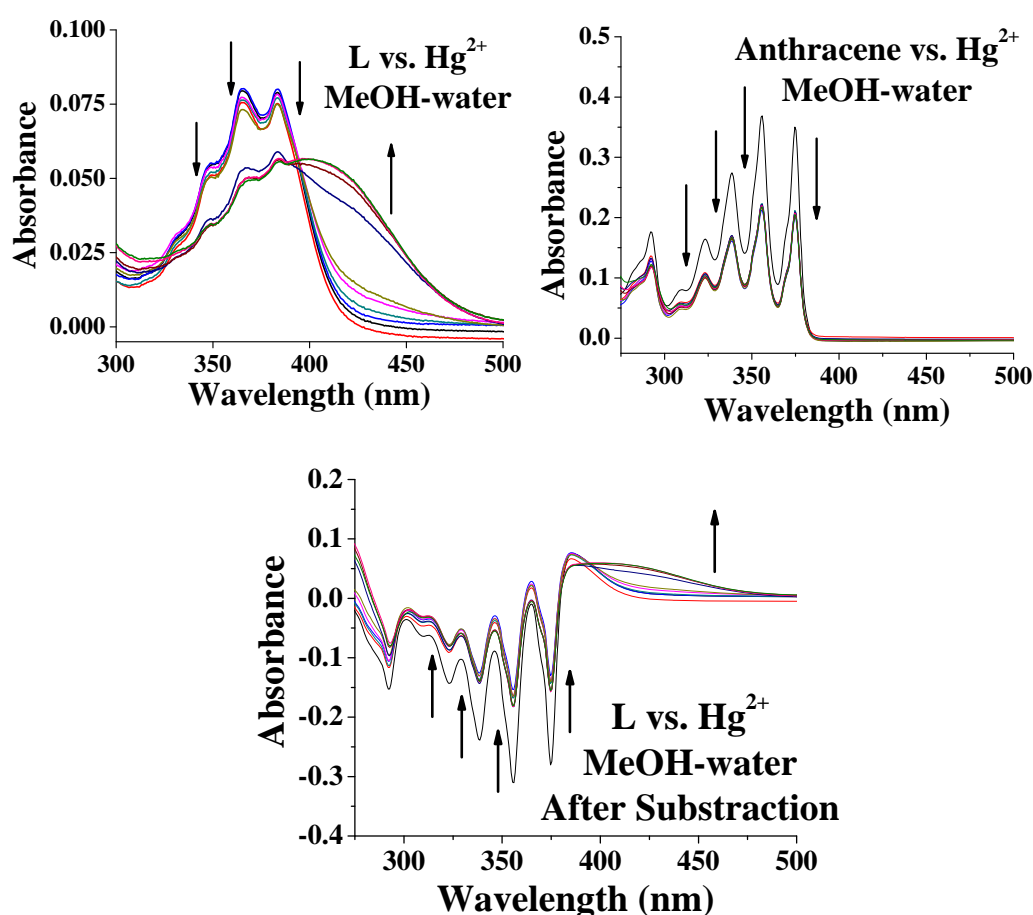 L vs. Hg2+
MeOH-water
0.100
0.075
0.050
0.025
0.000
Absorbance
300 350 400 450 500
Wavelength (nm)
Anthracene vs. Hg2+
MeOH-water
0.5
0.4
0.3
0.2
0.1
0.0
Absorbance
300 350 400 450 500
Wavelength (nm)
0.2
0.1
0.0
-0.1
-0.2
-0.3
-0.4
Absorbance
L vs. Hg2+
MeOH-water
After Substraction
300 350 400 450 500
Wavelength (nm)